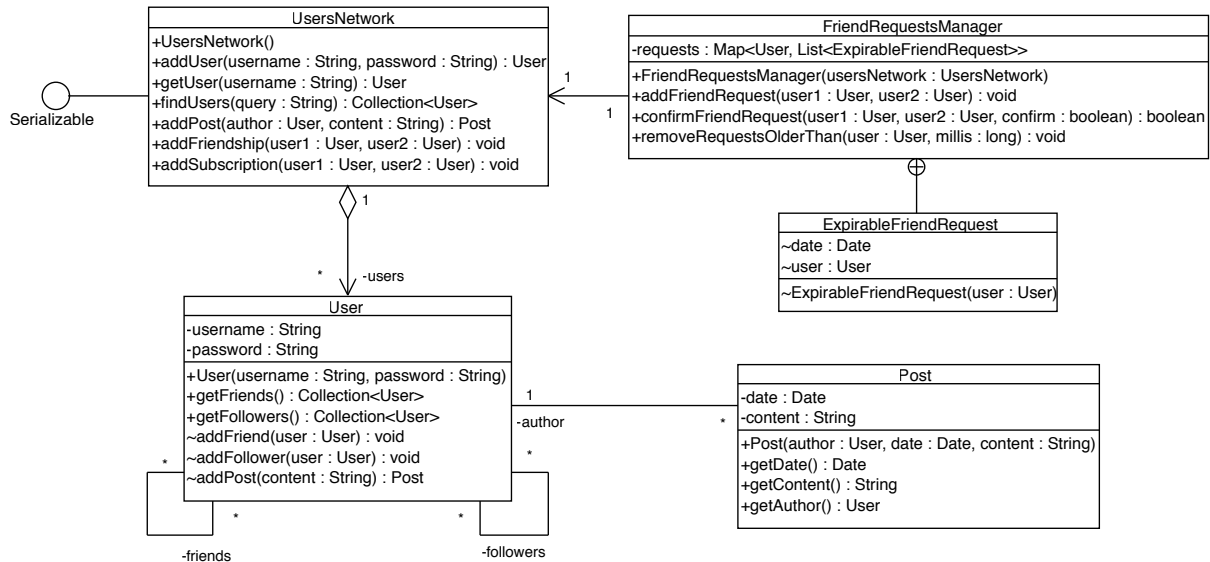 UsersNetwork
+UsersNetwork()
+addUser(username : String, password : String) : User
+getUser(username : String) : User
+findUsers(query : String) : Collection<User>
+addPost(author : User, content : String) : Post
+addFriendship(user1 : User, user2 : User) : void
+addSubscription(user1 : User, user2 : User) : void
Serializable
1
1
FriendRequestsManager
-requests : Map<User, List<ExpirableFriendRequest>>
+FriendRequestsManager(usersNetwork : UsersNetwork)
+addFriendRequest(user1 : User, user2 : User) : void
+confirmFriendRequest(user1 : User, user2 : User, confirm : boolean) : boolean
+removeRequestsOlderThan(user : User, millis : long) : void
ExpirableFriendRequest
~date : Date
~user : User
~ExpirableFriendRequest(user : User)
1
*
-users
User
-username : String
-password : String
+User(username : String, password : String)
+getFriends() : Collection<User>
+getFollowers() : Collection<User>
~addFriend(user : User) : void
~addFollower(user : User) : void
~addPost(content : String) : Post
*
*
-friends
*
*
-followers
1
-author
*
Post
-date : Date
-content : String
+Post(author : User, date : Date, content : String)
+getDate() : Date
+getContent() : String
+getAuthor() : User